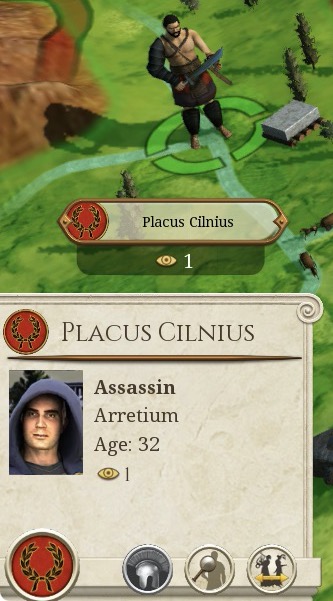 Placus Cilnius
1
PLACUS CILNIUS
Assassin
Arretium
Age: 32
1